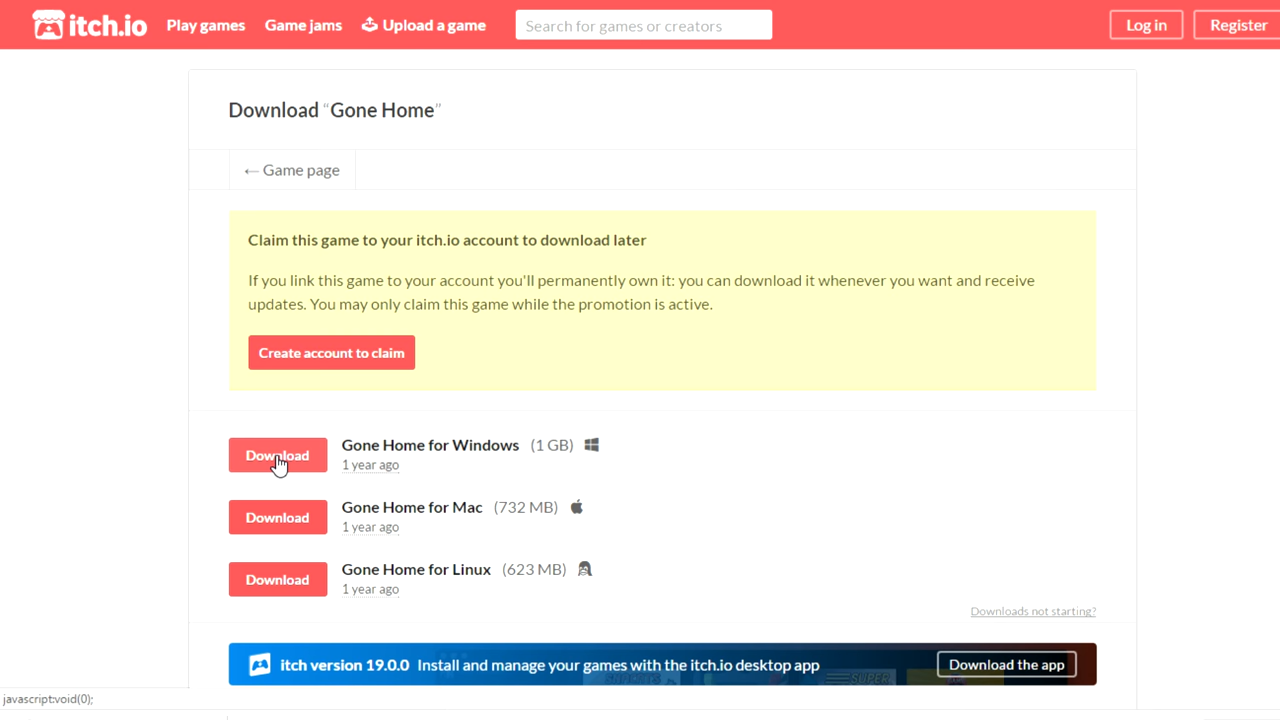 itch.io Play games Game jams Upload a game Search for games or creators Log in Register
Download “Gone Home”
← Game page
Claim this game to your itch.io account to download later
If you link this game to your account you'll permanently own it: you can download it whenever you want and receive
updates. You may only claim this game while the promotion is active.
Create account to claim
Download Gone Home for Windows (1 GB)
1 year ago
Download Gone Home for Mac (732 MB)
1 year ago
Download Gone Home for Linux (623 MB)
1 year ago
Downloads not starting?
itch version 19.0.0 Install and manage your games with the itch.io desktop app Download the app
SUPER
javascript:void(0);